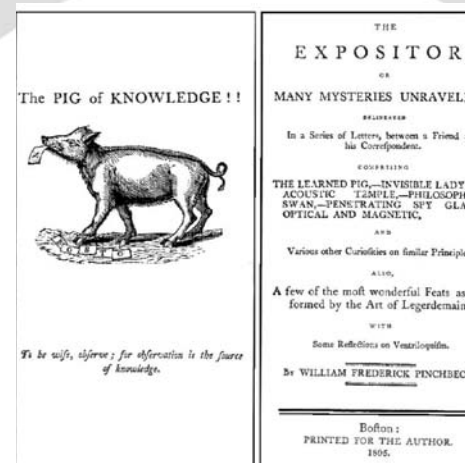 The PIG of KNOWLEDGE!!
To be wise, observe; for observation is the source
of knowledge.
THE
EXPOSITOR
OR
MANY MYSTERIES UNRAVEL
DELINEATED
In a Series of Letters, between a Friend
his Correspondent.
COMPRISING
THE LEARNED PIG,—INVISIBLE LADY
ACOUSTIC TEMPLE,—PHILOSOPH
SWAN,—PENETRATING SPY GLA
OPTICAL AND MAGNETIC,
AND
Various other Curiosities on similar Principle
ALSO,
A few of the moſt wonderful Feats as
formed by the Art of Legerdemain
WITH
Some Reflections on Ventriloquiſm.
BY WILLIAM FREDERICK PINCHBEC
Boſton:
PRINTED FOR THE AUTHOR.
1805.